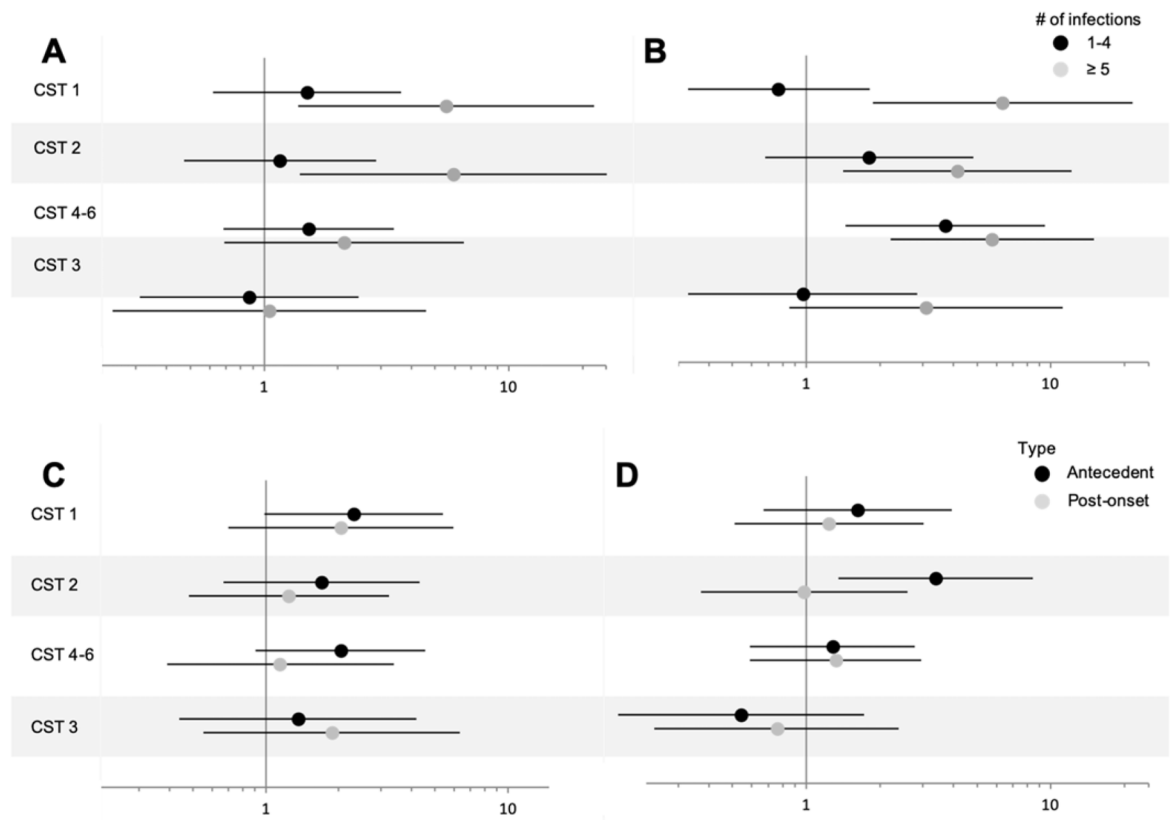 A
B
# of infections
1-4
≥ 5
CST 1
CST 2
CST 4-6
CST 3
1
10
1
10
C
D
Type
Antecedent
Post-onset
CST 1
CST 2
CST 4-6
CST 3
1
10
1
10